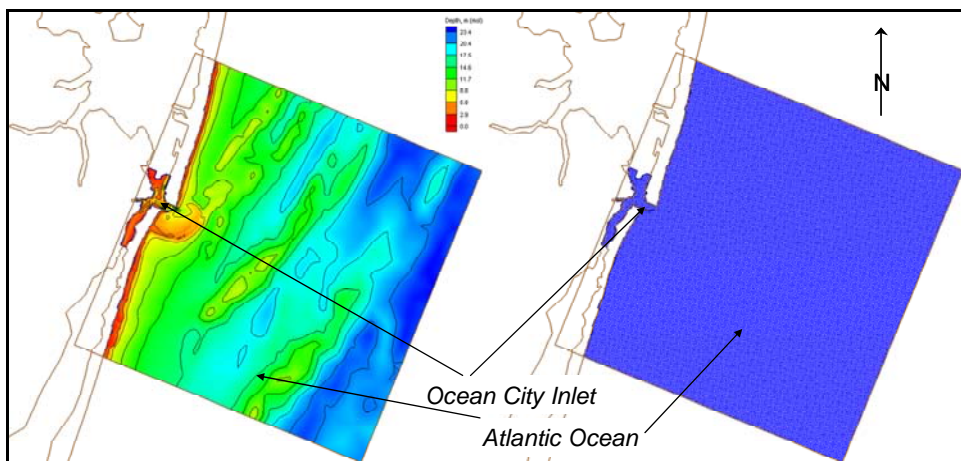 Depth, m
23.4
20.4
17.5
14.6
11.7
8.8
5.8
2.9
0.0
N
Ocean City Inlet
Atlantic Ocean